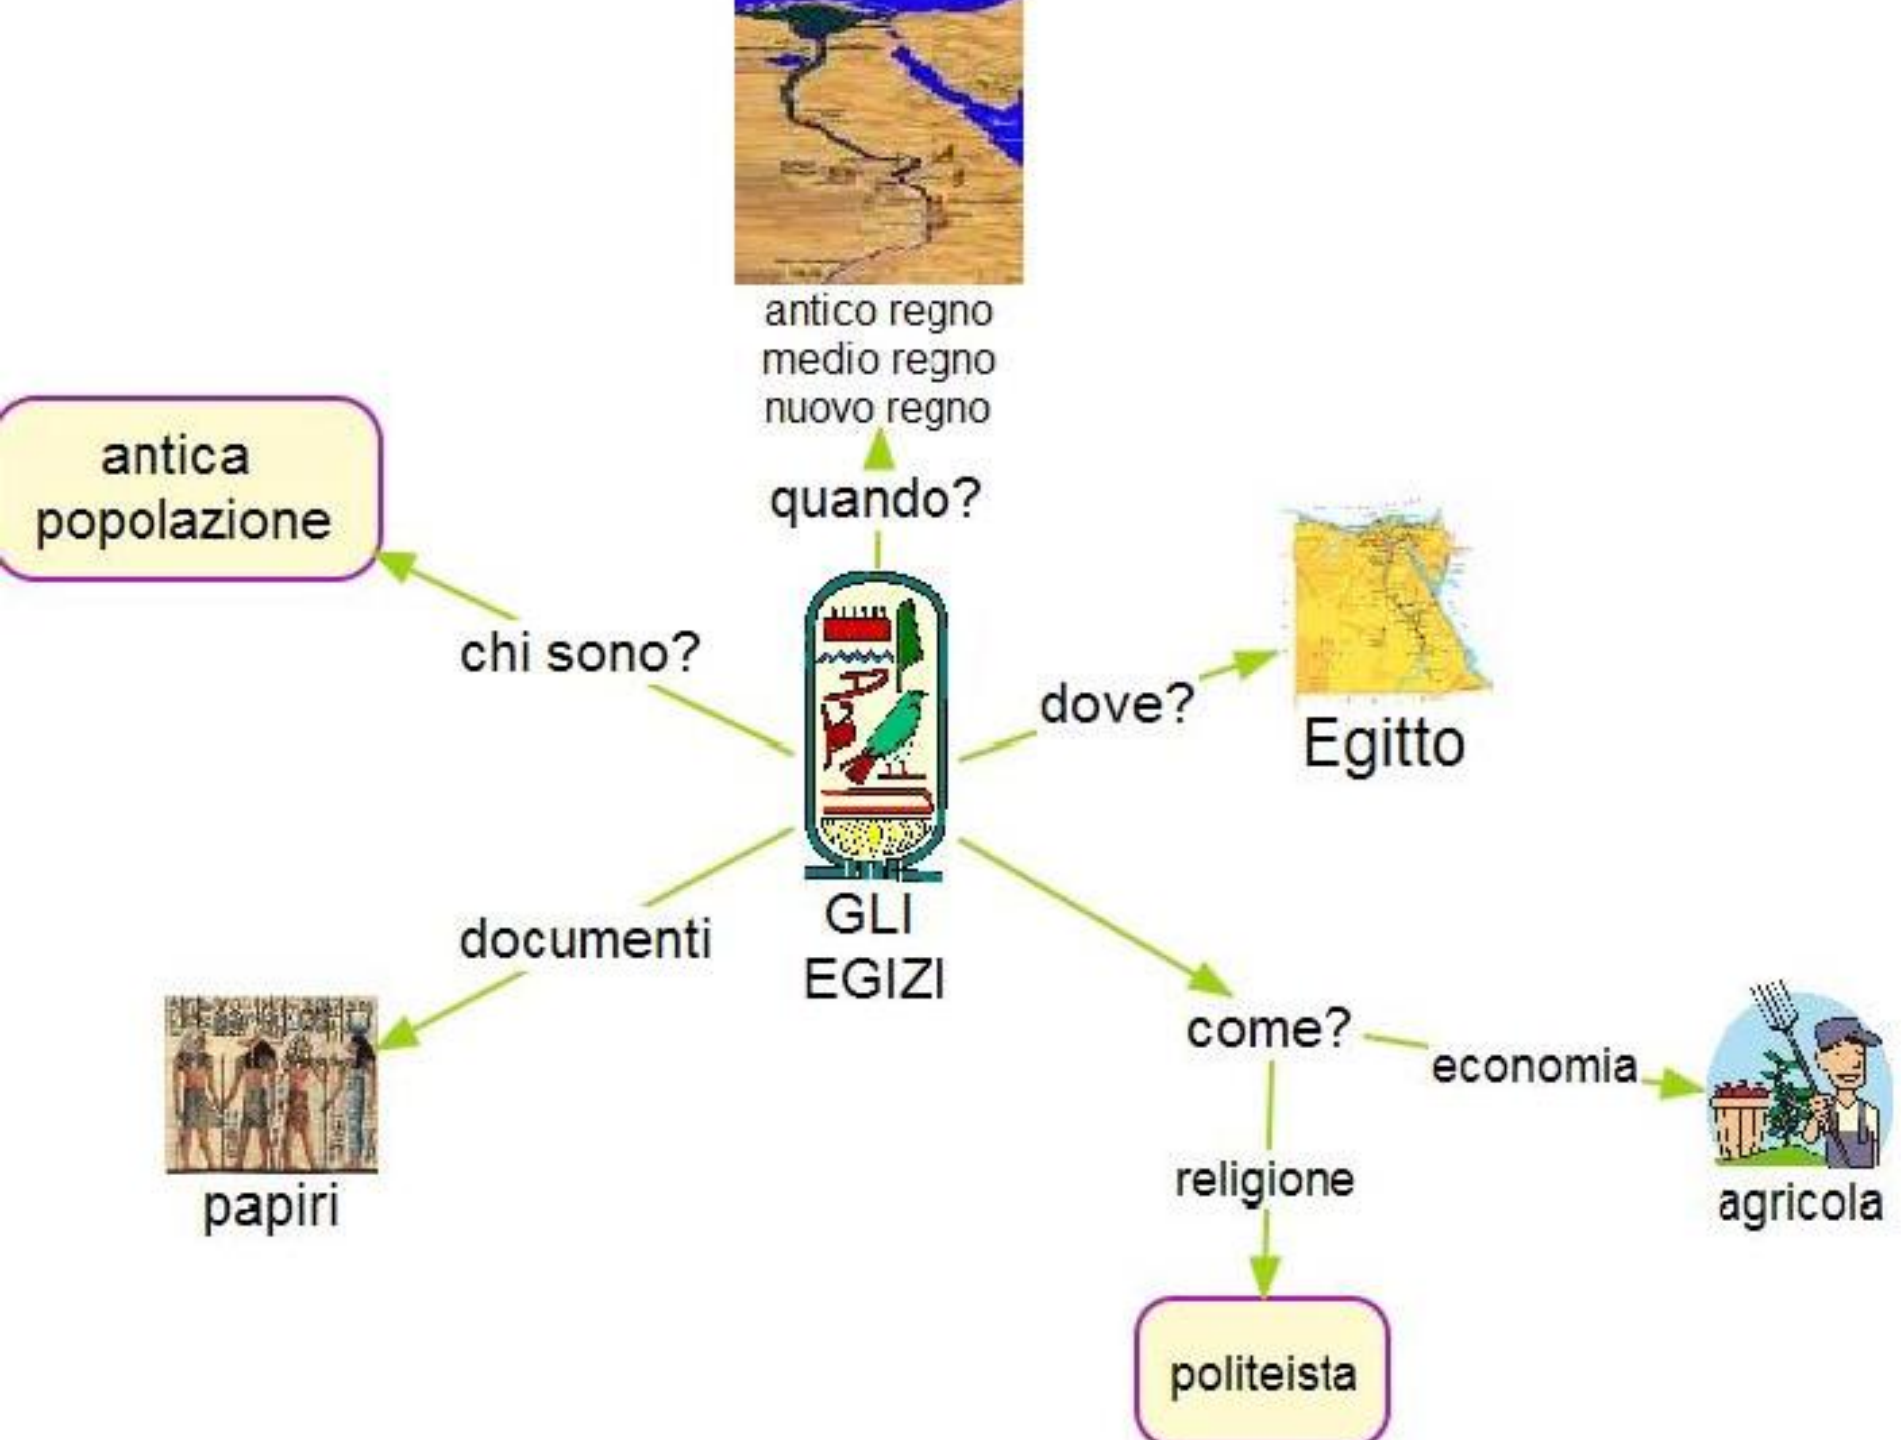 antico regno
medio regno
nuovo regno
quando?
antica
popolazione
chi sono?
dove?
Egitto
GLI
EGIZI
documenti
papiri
come?
economia
agricola
religione
politeista